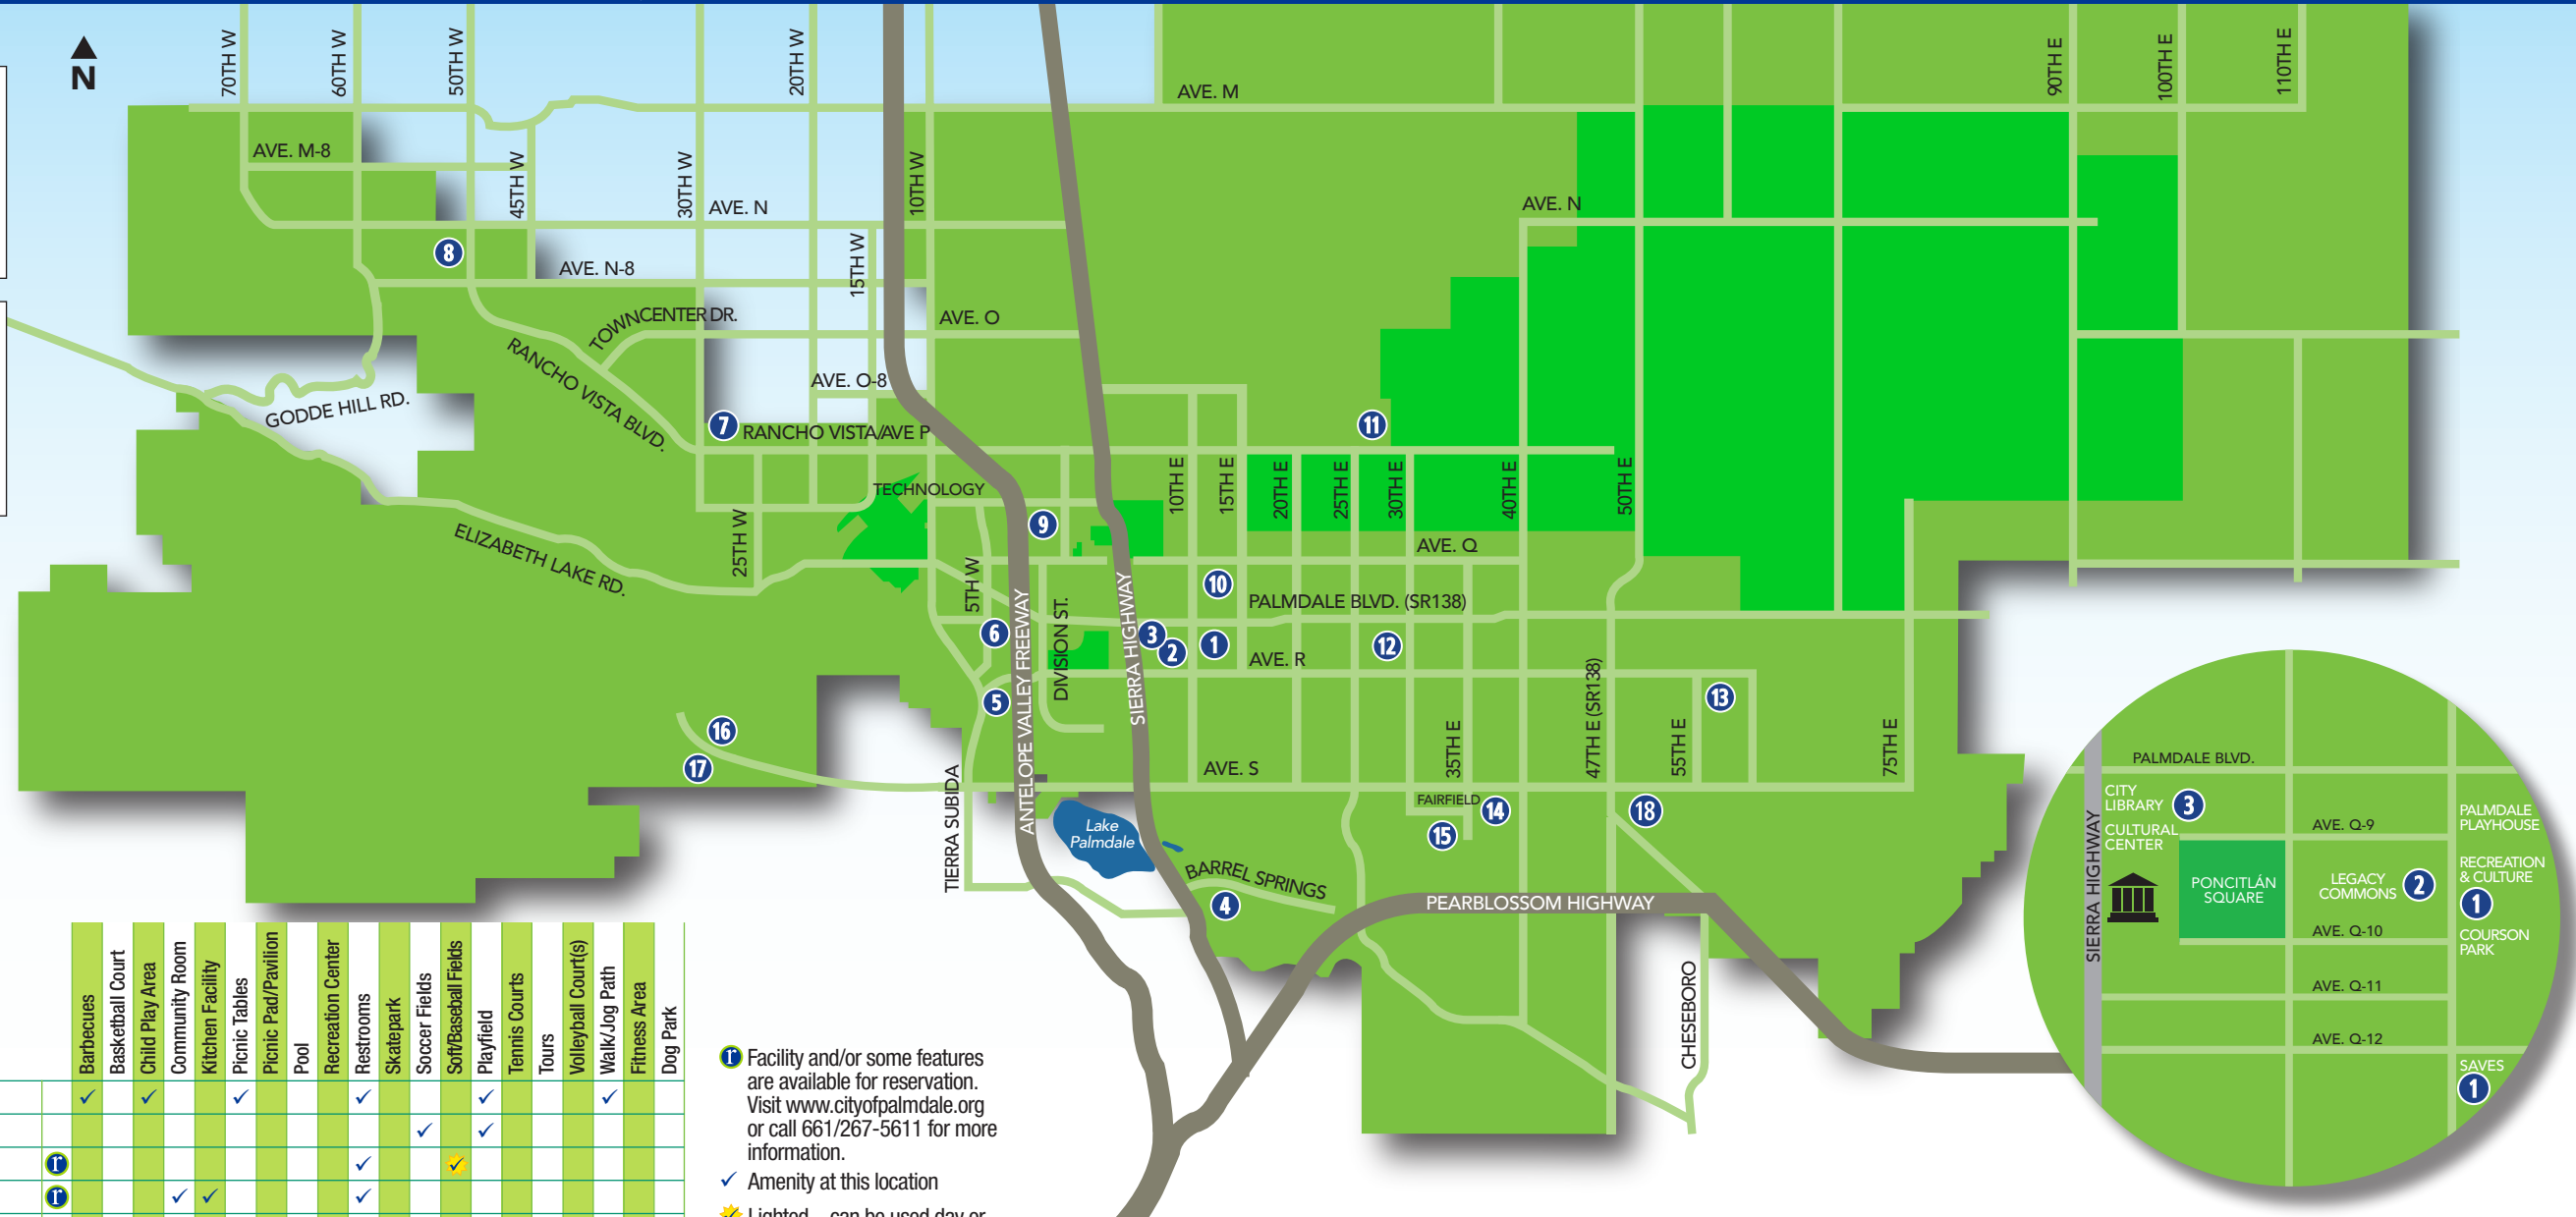 N
70TH W
60TH W
50TH W
20TH W
90TH E
100TH E
110TH E
AVE. M
AVE. M-8
45TH W
30TH W
AVE. N
10TH W
AVE. N
8
AVE. N-8
15TH W
TOWNCENTER DR.
AVE. O
RANCHO VISTA BLVD.
AVE. O-8
GODDE HILL RD.
7
RANCHO VISTA/AVE P
11
TECHNOLOGY
10TH E
15TH E
20TH E
25TH E
30TH E
40TH E
50TH E
ELIZABETH LAKE RD.
25TH W
9
AVE. Q
5TH W
10
PALMDALE BLVD. (SR138)
6
ANTELOPE VALLEY FREEWAY
DIVISION ST.
SIERRA HIGHWAY
3
2
1
12
AVE. R
5
47TH E (SR138)
13
16
17
35TH E
55TH E
75TH E
AVE. S
TIERRA SUBIDA
Lake
Palmdale
FAIRFIELD
14
15
18
BARREL SPRINGS
4
PEARBLOSSOM HIGHWAY
CHESEBORO
PALMDALE BLVD.
CITY
LIBRARY
3
CULTURAL
CENTER
SIERRA HIGHWAY
AVE. Q-9
PALMDALE
PLAYHOUSE
PONCITLÁN
SQUARE
LEGACY
COMMONS
2
RECREATION
& CULTURE
1
AVE. Q-10
COURSON
PARK
AVE. Q-11
AVE. Q-12
SAVES
1
Barbecues
Basketball Court
Child Play Area
Community Room
Kitchen Facility
Picnic Tables
Picnic Pad/Pavilion
Pool
Recreation Center
Restrooms
Skatepark
Soccer Fields
Soft/Baseball Fields
Playfield
Tennis Courts
Tours
Volleyball Court(s)
Walk/Jog Path
Fitness Area
Dog Park
✓ ✓ ✓ ✓ ✓ ✓
✓ ✓
r ✓ ✓
r ✓ ✓ ✓
r Facility and/or some features
are available for reservation.
Visit www.cityofpalmdale.org
or call 661/267-5611 for more
information.
✓ Amenity at this location
Lighted – can be used day or